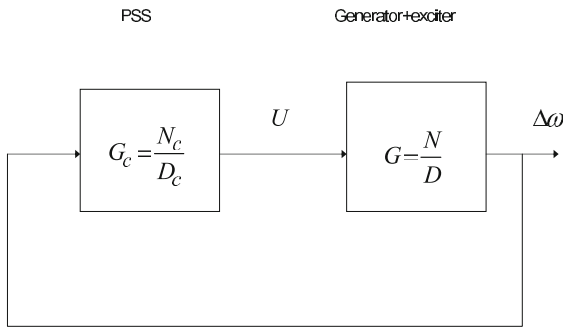 PSS
Generator+exciter
U
Δω
G_c = N_c / D_c
G = N / D